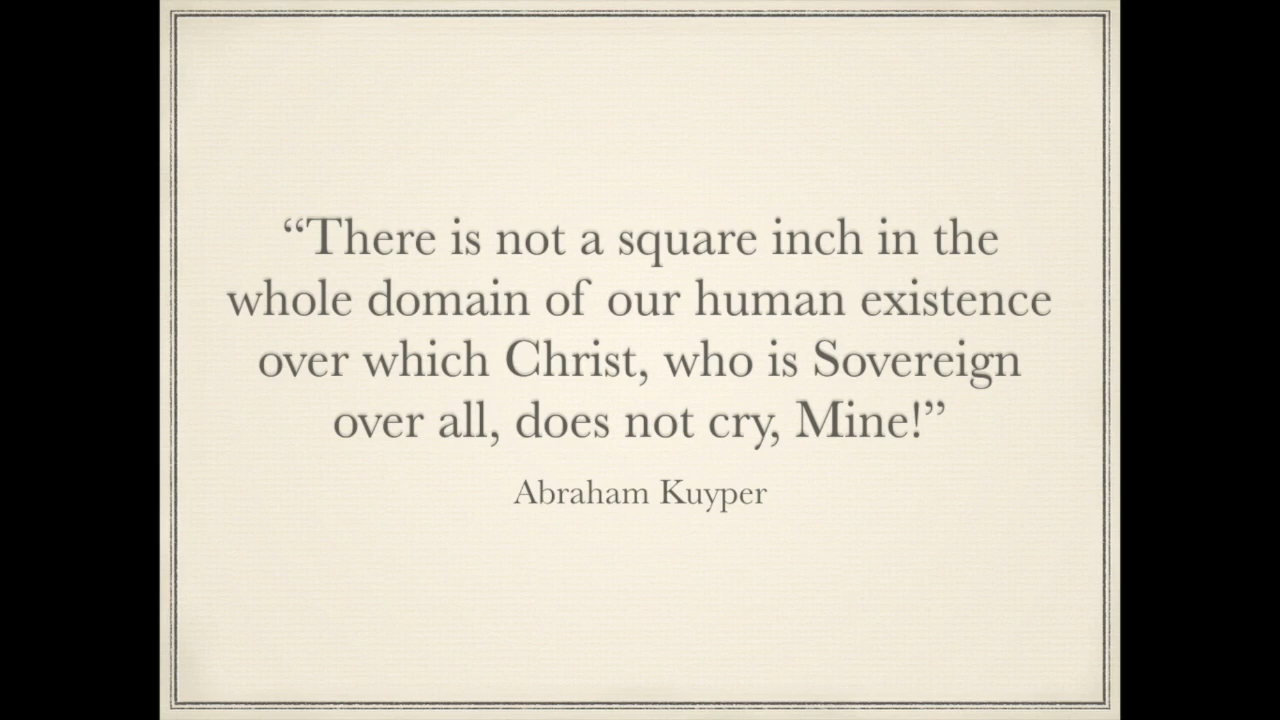 “There is not a square inch in the
whole domain of our human existence
over which Christ, who is Sovereign
over all, does not cry, Mine!”
Abraham Kuyper